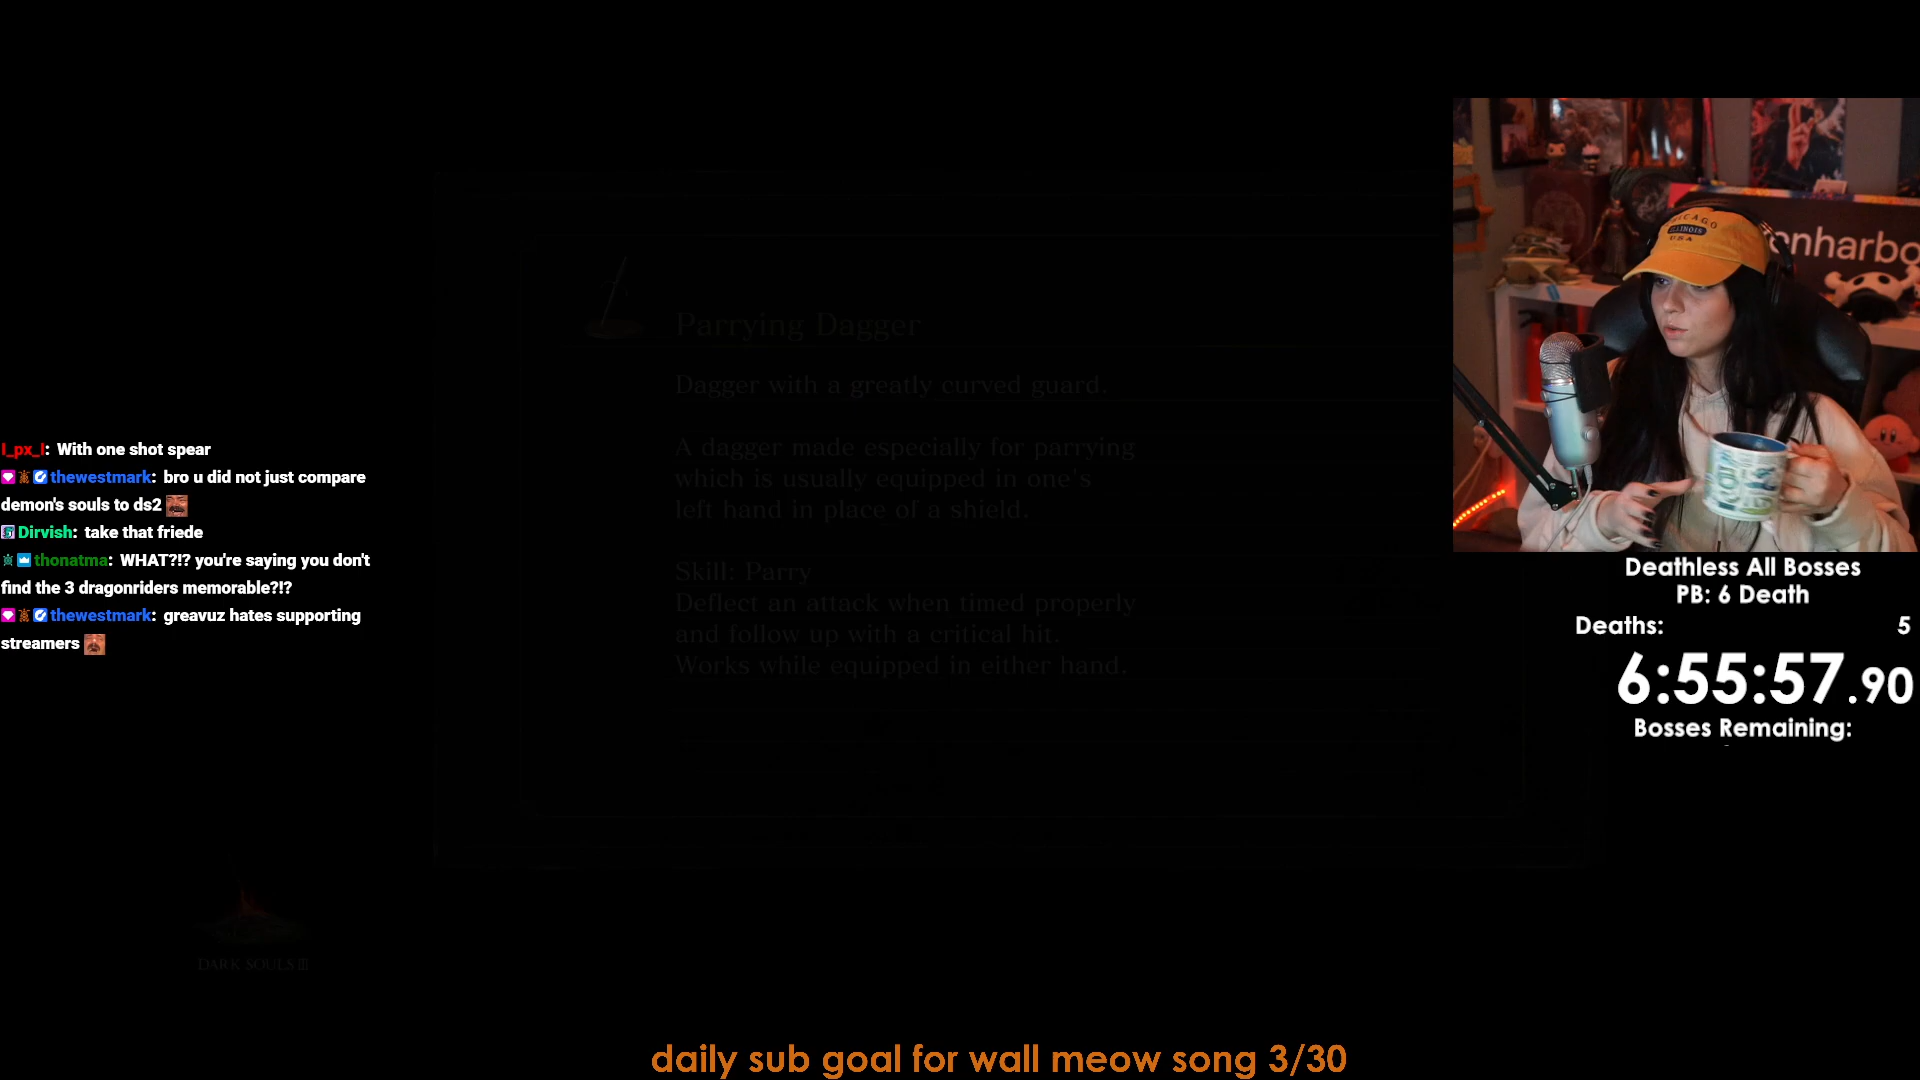 Parrying Dagger
Dagger with a greatly curved guard.
A dagger made especially for parrying
which is usually equipped in one's
left hand in place of a shield.
Skill: Parry
Deflect an attack when timed properly
and follow up with a critical hit.
Works while equipped in either hand.
DARK SOULS III
l_px_l: With one shot spear
thewestmark: bro u did not just compare
demon's souls to ds2
Dirvish: take that friede
thonatma: WHAT?!? you're saying you don't
find the 3 dragonriders memorable?!?
thewestmark: greavuz hates supporting
streamers
CHICAGO
ILLINOIS
USA
onharbo
Deathless All Bosses
PB: 6 Death
Deaths: 5
6:55:57.90
Bosses Remaining:
daily sub goal for wall meow song 3/30